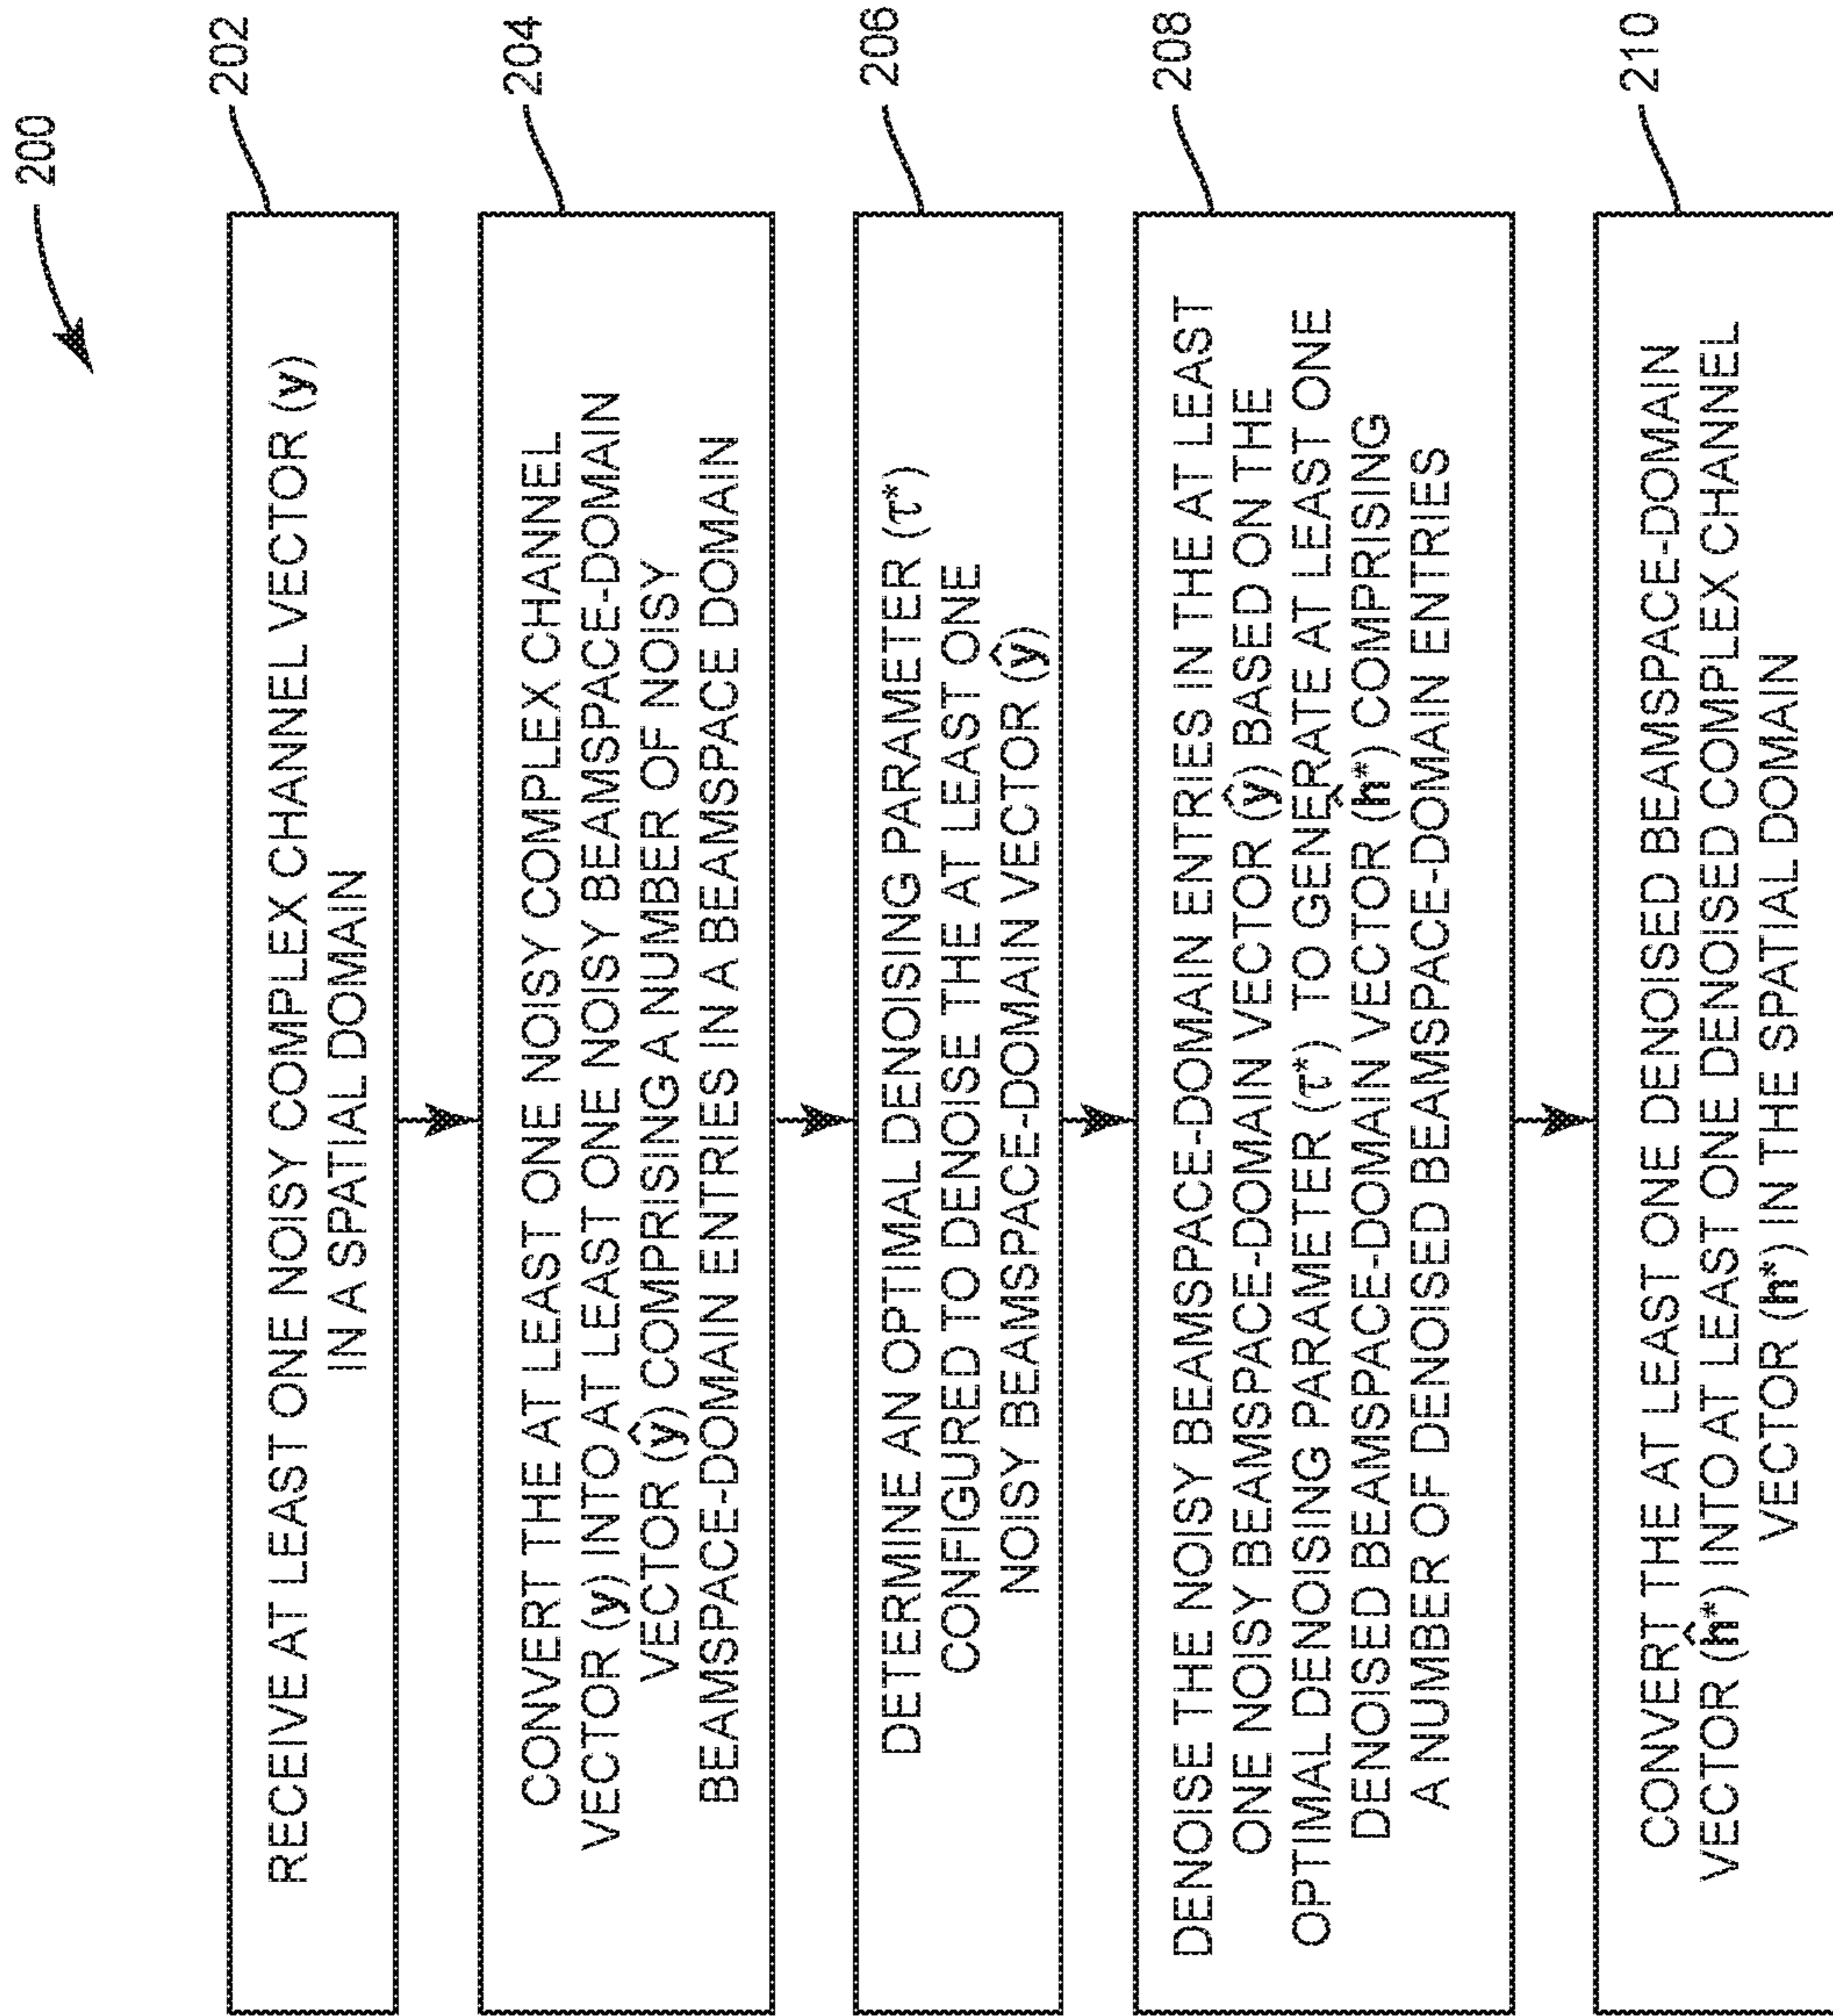 200
202
RECEIVE AT LEAST ONE NOISY COMPLEX CHANNEL VECTOR (y)
IN A SPATIAL DOMAIN
204
CONVERT THE AT LEAST ONE NOISY COMPLEX CHANNEL
VECTOR (y) INTO AT LEAST ONE NOISY BEAMSPACE-DOMAIN
VECTOR (ŷ) COMPRISING A NUMBER OF NOISY
BEAMSPACE-DOMAIN ENTRIES IN A BEAMSPACE DOMAIN
206
DETERMINE AN OPTIMAL DENOISING PARAMETER (τ*)
CONFIGURED TO DENOISE THE AT LEAST ONE
NOISY BEAMSPACE-DOMAIN VECTOR (ŷ)
208
DENOISE THE NOISY BEAMSPACE-DOMAIN ENTRIES IN THE AT LEAST
ONE NOISY BEAMSPACE-DOMAIN VECTOR (ŷ) BASED ON THE
OPTIMAL DENOISING PARAMETER (τ*) TO GENERATE AT LEAST ONE
DENOISED BEAMSPACE-DOMAIN VECTOR (ĥ*) COMPRISING
A NUMBER OF DENOISED BEAMSPACE-DOMAIN ENTRIES
210
CONVERT THE AT LEAST ONE DENOISED BEAMSPACE-DOMAIN
VECTOR (ĥ*) INTO AT LEAST ONE DENOISED COMPLEX CHANNEL
VECTOR (h*) IN THE SPATIAL DOMAIN